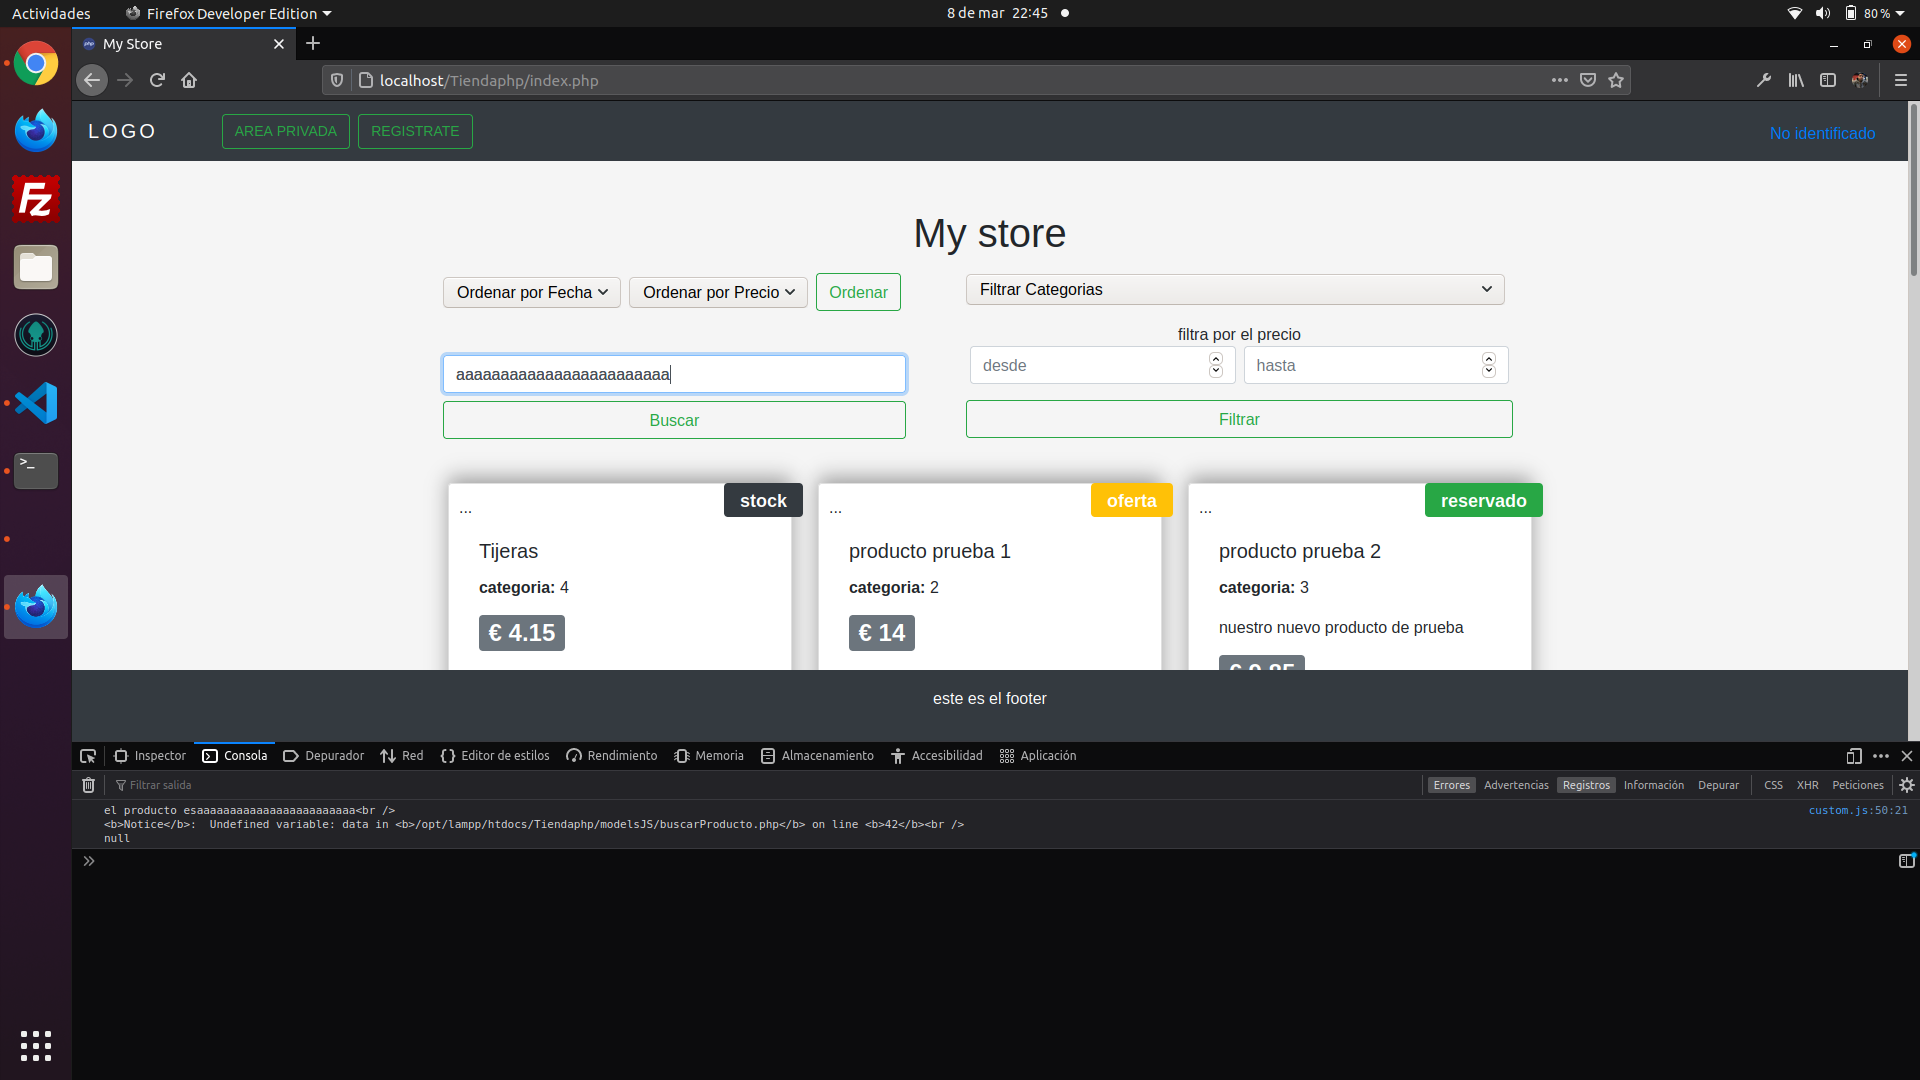 Actividades
Firefox Developer Edition
8 de mar 22:45
80 %
My Store
localhost/Tiendaphp/index.php
LOGO
AREA PRIVADA
REGISTRATE
No identificado
My store
Ordenar por Fecha
Ordenar por Precio
Ordenar
Filtrar Categorias
filtra por el precio
desde
hasta
aaaaaaaaaaaaaaaaaaaaaaaa
Buscar
Filtrar
...
stock
Tijeras
categoria: 4
€ 4.15
...
oferta
producto prueba 1
categoria: 2
€ 14
...
reservado
producto prueba 2
categoria: 3
nuestro nuevo producto de prueba
este es el footer
Inspector
Consola
Depurador
Red
Editor de estilos
Rendimiento
Memoria
Almacenamiento
Accesibilidad
Aplicación
Filtrar salida
Errores
Advertencias
Registros
Información
Depurar
CSS
XHR
Peticiones
el producto esaaaaaaaaaaaaaaaaaaaaaaaa<br />
custom.js:50:21
<b>Notice</b>:  Undefined variable: data in <b>/opt/lampp/htdocs/Tiendaphp/modelsJS/buscarProducto.php</b> on line <b>42</b><br />
null